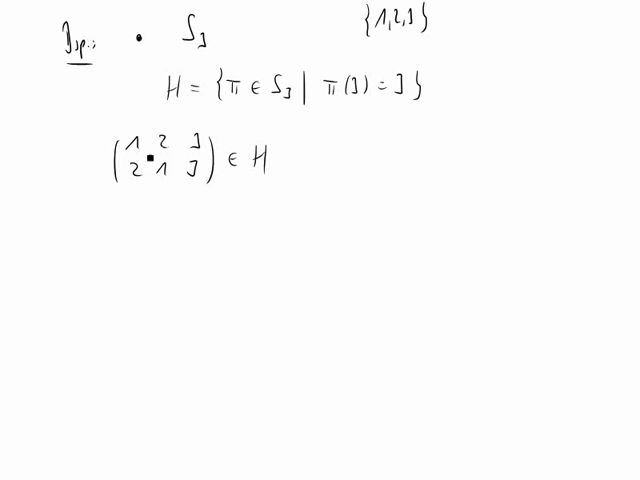 Bsp.: • S₃ {1,2,3}
H = {π ∈ S₃ | π(3) = 3}
(1 2 3
2 1 3) ∈ H